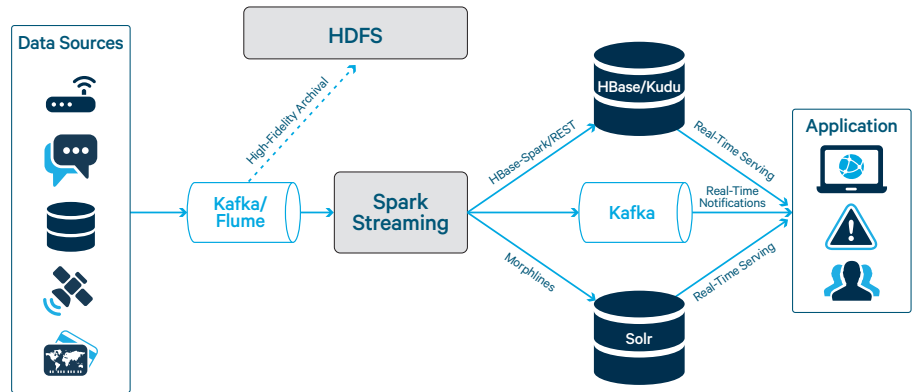 Data Sources
HDFS
High-Fidelity Archival
Kafka/
Flume
Spark
Streaming
HBase-Spark/REST
Morphlines
HBase/Kudu
Kafka
Solr
Real-Time Serving
Real-Time
Notifications
Real-Time Serving
Application